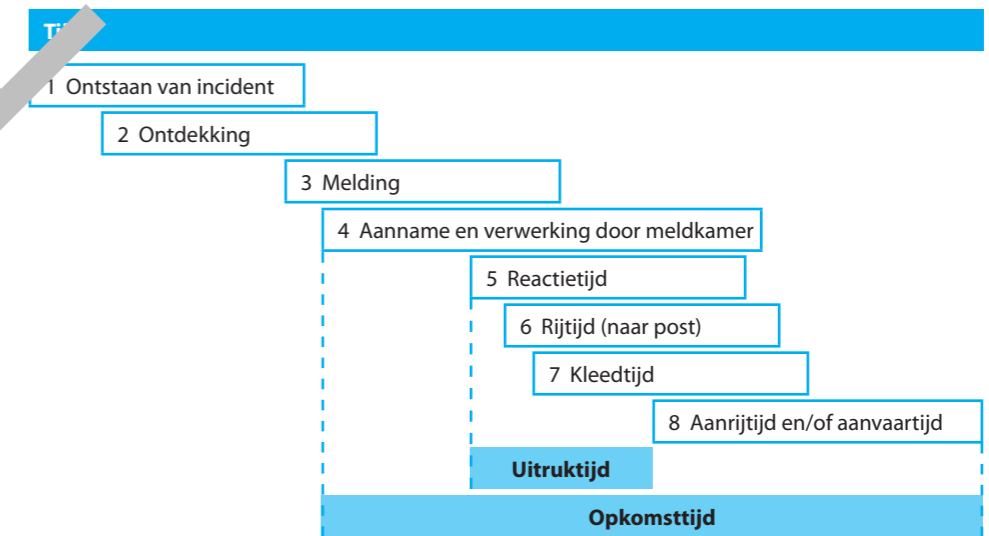 1 Ontstaan van incident
2 Ontdekking
3 Melding
4 Aanname en verwerking door meldkamer
5 Reactietijd
6 Rijtijd (naar post)
7 Kleedtijd
8 Aanrijtijd en/of aanvaartijd
Uitruktijd
Opkomsttijd